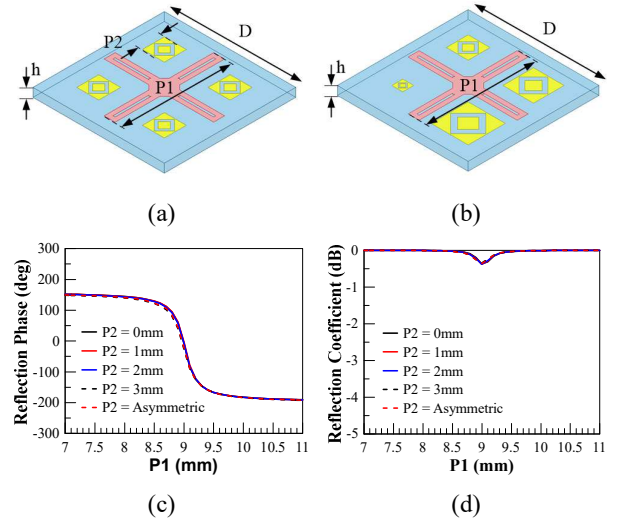 P2
D
h
P1
(a)
D
h
P1
(b)
Reflection Phase (deg)
300
200
100
0
-100
-200
-300
P2 = 0mm
P2 = 1mm
P2 = 2mm
P2 = 3mm
P2 = Asymmetric
7 7.5 8 8.5 9 9.5 10 10.5 11
P1 (mm)
(c)
Reflection Coefficient (dB)
0
-1
-2
-3
-4
-5
P2 = 0mm
P2 = 1mm
P2 = 2mm
P2 = 3mm
P2 = Asymmetric
7 7.5 8 8.5 9 9.5 10 10.5 11
P1 (mm)
(d)